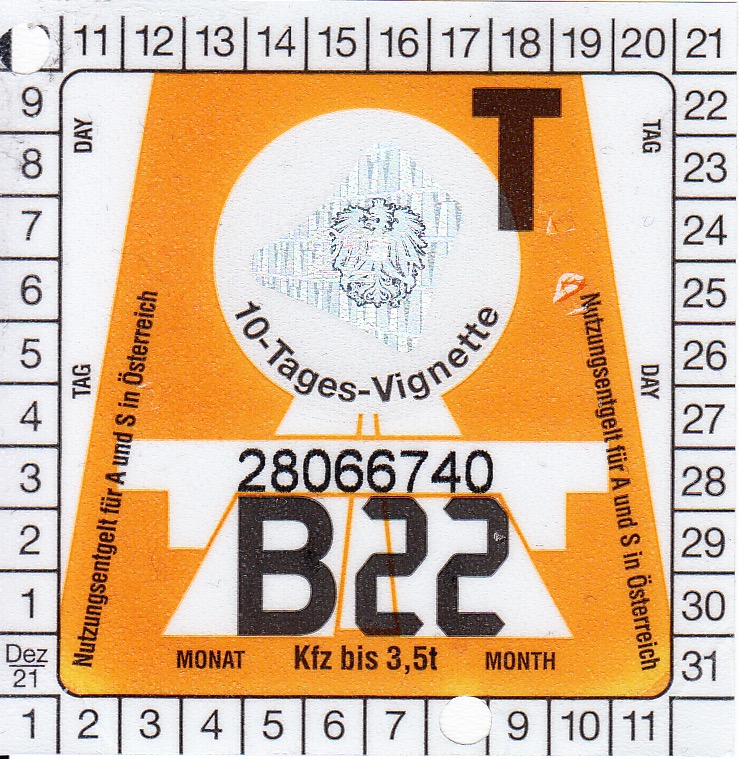 11 12 13 14 15 16 17 18 19 20 21
9 22
8 23
7 24
6 25
5 26
4 27
3 28
2 29
1 30
Dez
21
31
1 2 3 4 5 6 7 9 10 11
DAY
TAG
T
TAG
DAY
Nutzungsentgelt für A und S in Österreich
10-Tages-Vignette
Nutzungsentgelt für A und S in Österreich
28066740
B22
MONAT Kfz bis 3,5t MONTH